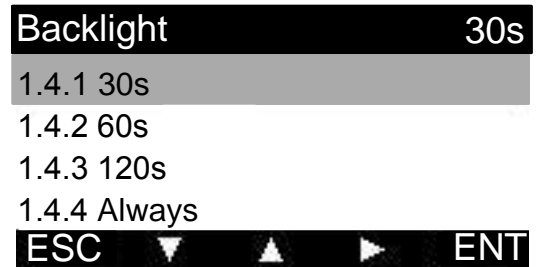 Backlight 30s
1.4.1 30s
1.4.2 60s
1.4.3 120s
1.4.4 Always
ESC ▼ ▲ ► ENT